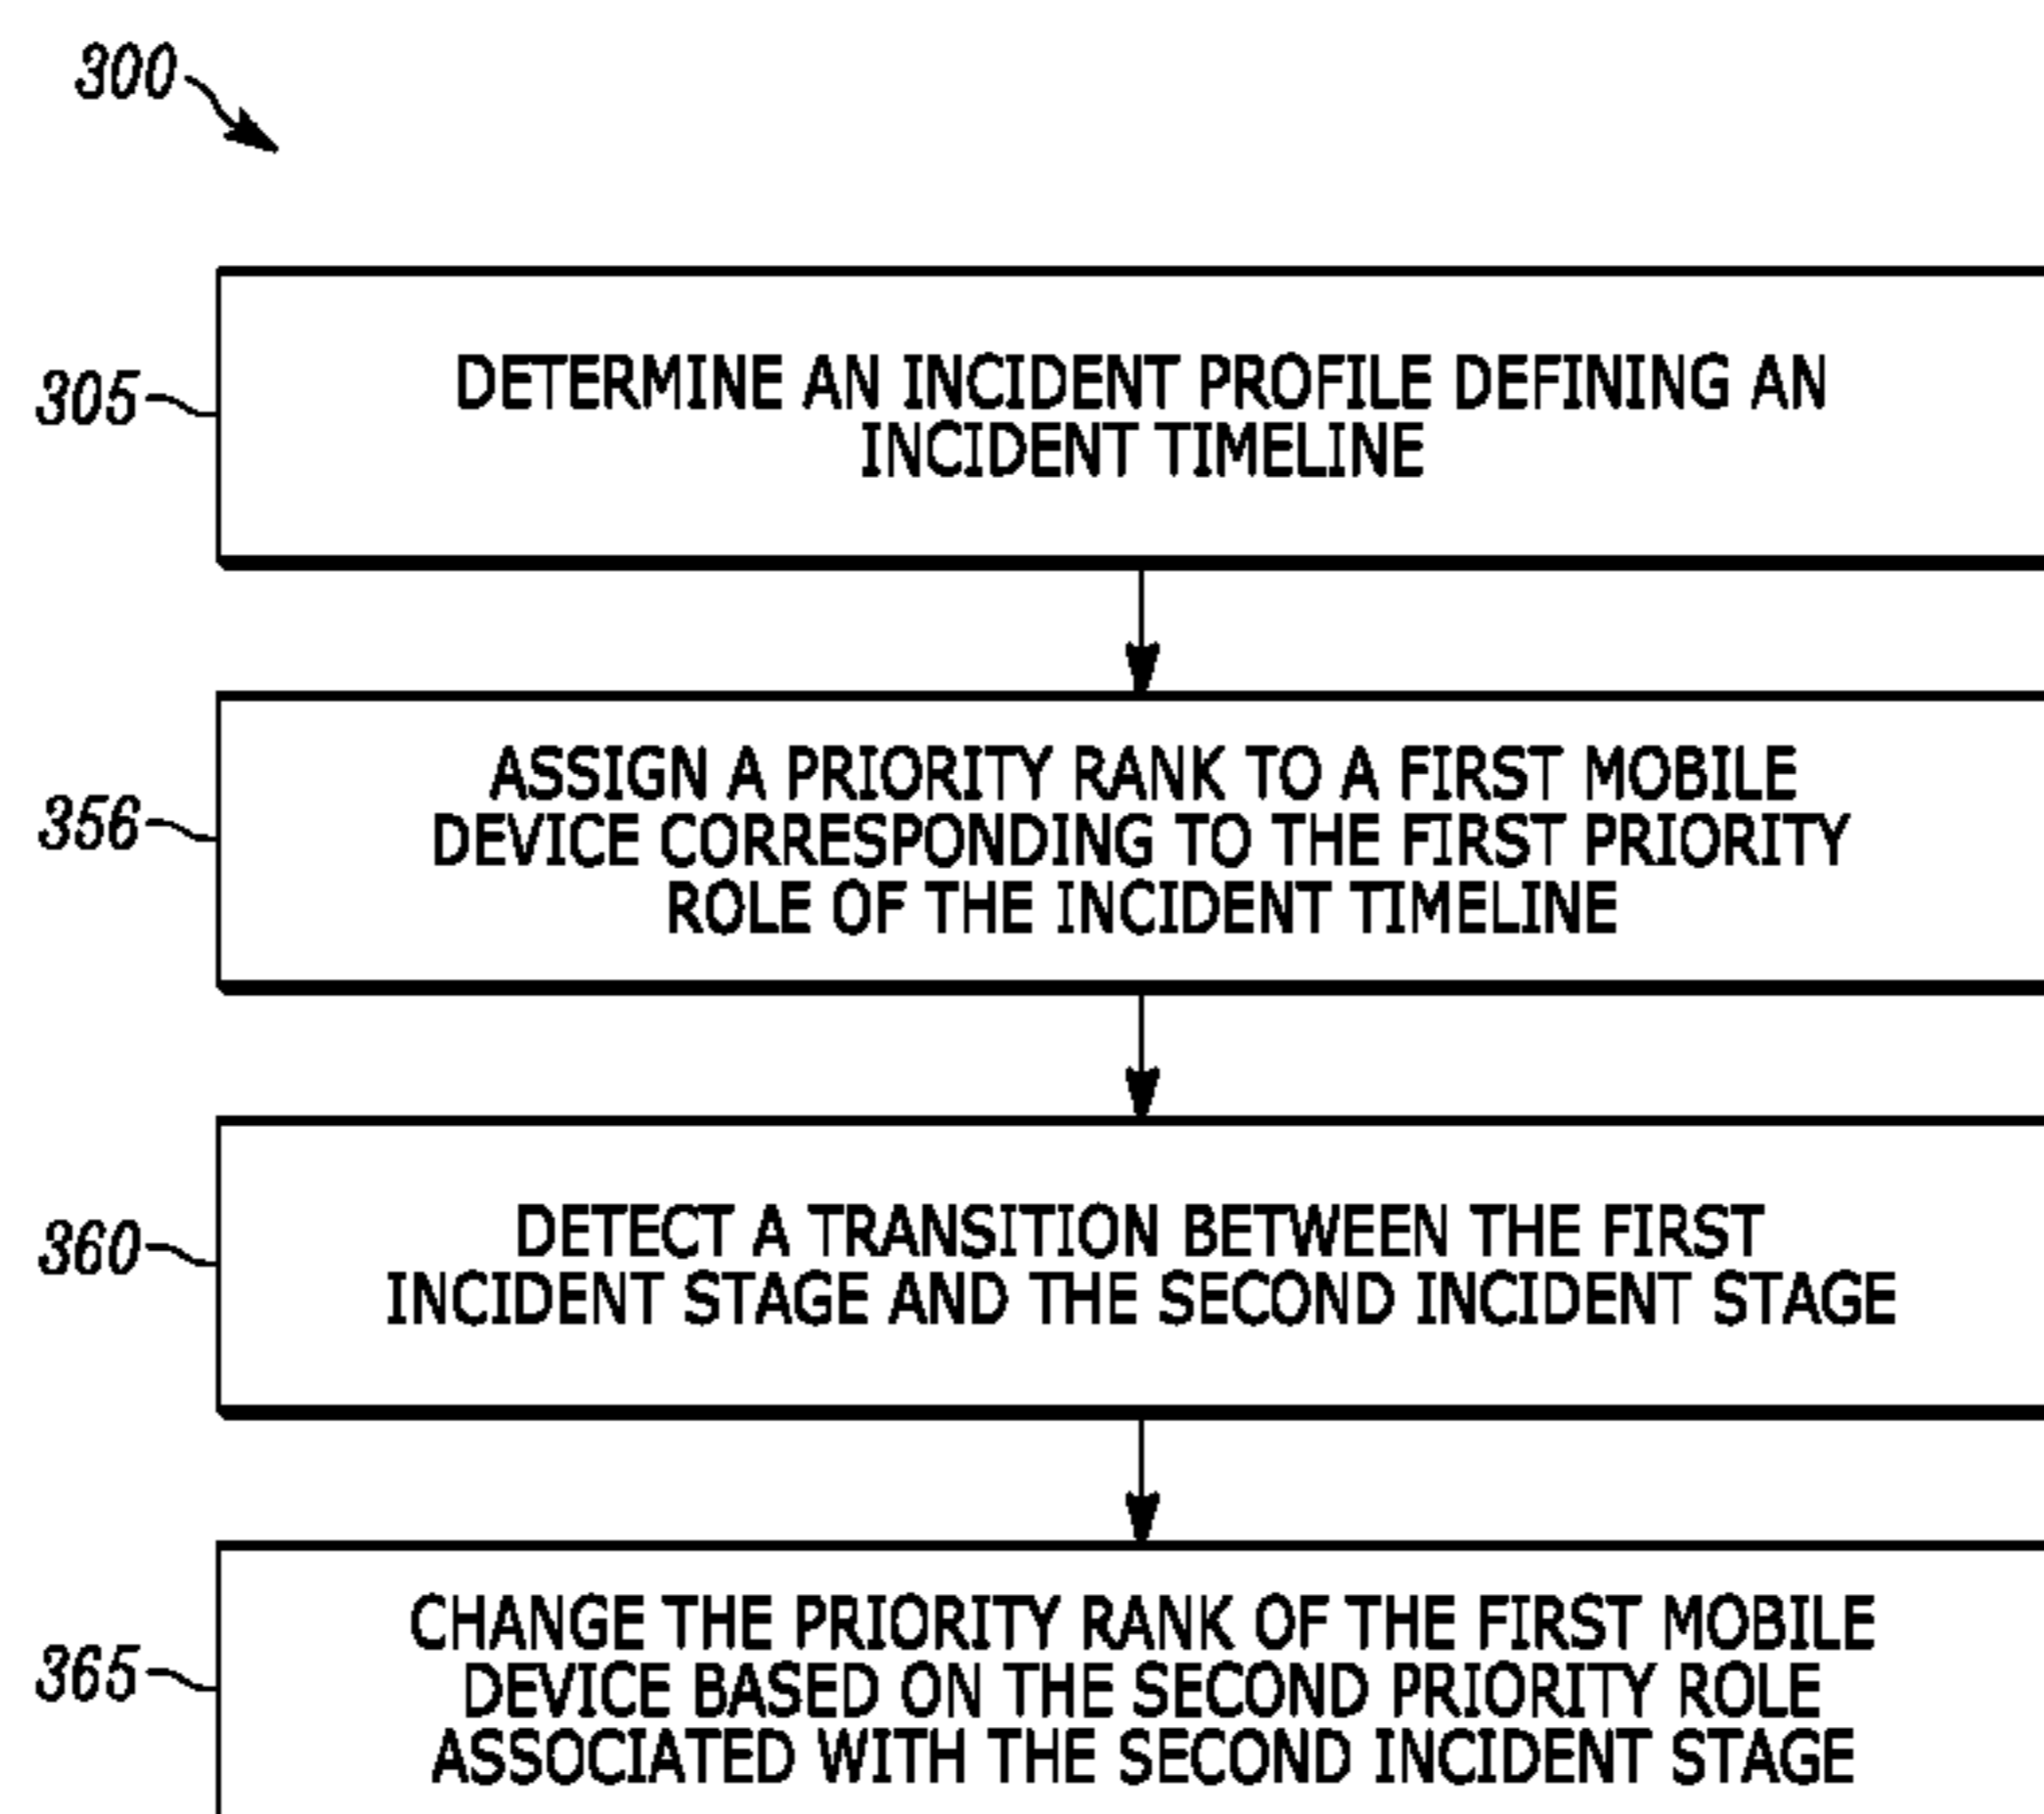 300
305
DETERMINE AN INCIDENT PROFILE DEFINING AN
INCIDENT TIMELINE
356
ASSIGN A PRIORITY RANK TO A FIRST MOBILE
DEVICE CORRESPONDING TO THE FIRST PRIORITY
ROLE OF THE INCIDENT TIMELINE
360
DETECT A TRANSITION BETWEEN THE FIRST
INCIDENT STAGE AND THE SECOND INCIDENT STAGE
365
CHANGE THE PRIORITY RANK OF THE FIRST MOBILE
DEVICE BASED ON THE SECOND PRIORITY ROLE
ASSOCIATED WITH THE SECOND INCIDENT STAGE